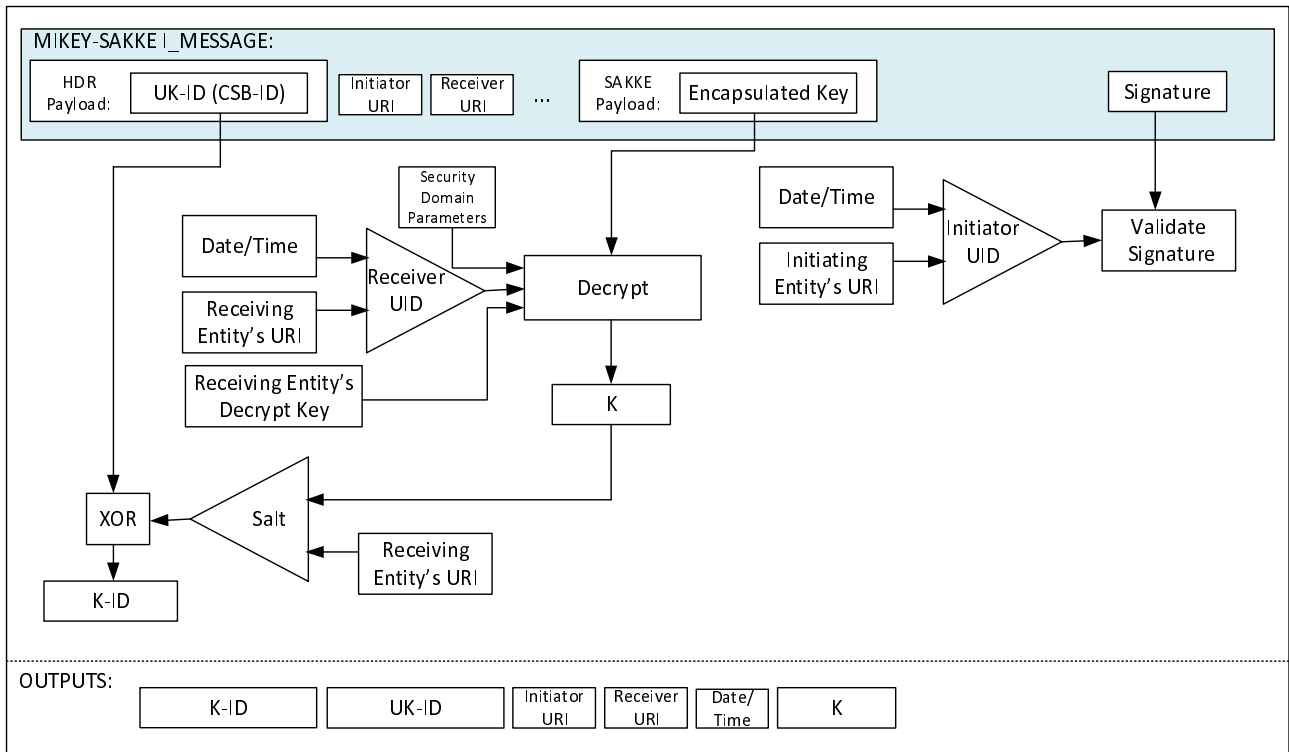 MIKEY-SAKKE I_MESSAGE:
HDR
Payload:
UK-ID (CSB-ID)
Initiator
URI
Receiver
URI
...
SAKKE
Payload:
Encapsulated Key
Signature
Security
Domain
Parameters
Date/Time
Receiving
Entity's URI
Receiver
UID
Receiving Entity's
Decrypt Key
Decrypt
K
Date/Time
Initiating
Entity's URI
Initiator
UID
Validate
Signature
XOR
Salt
Receiving
Entity's URI
K-ID
OUTPUTS:
K-ID
UK-ID
Initiator
URI
Receiver
URI
Date/
Time
K